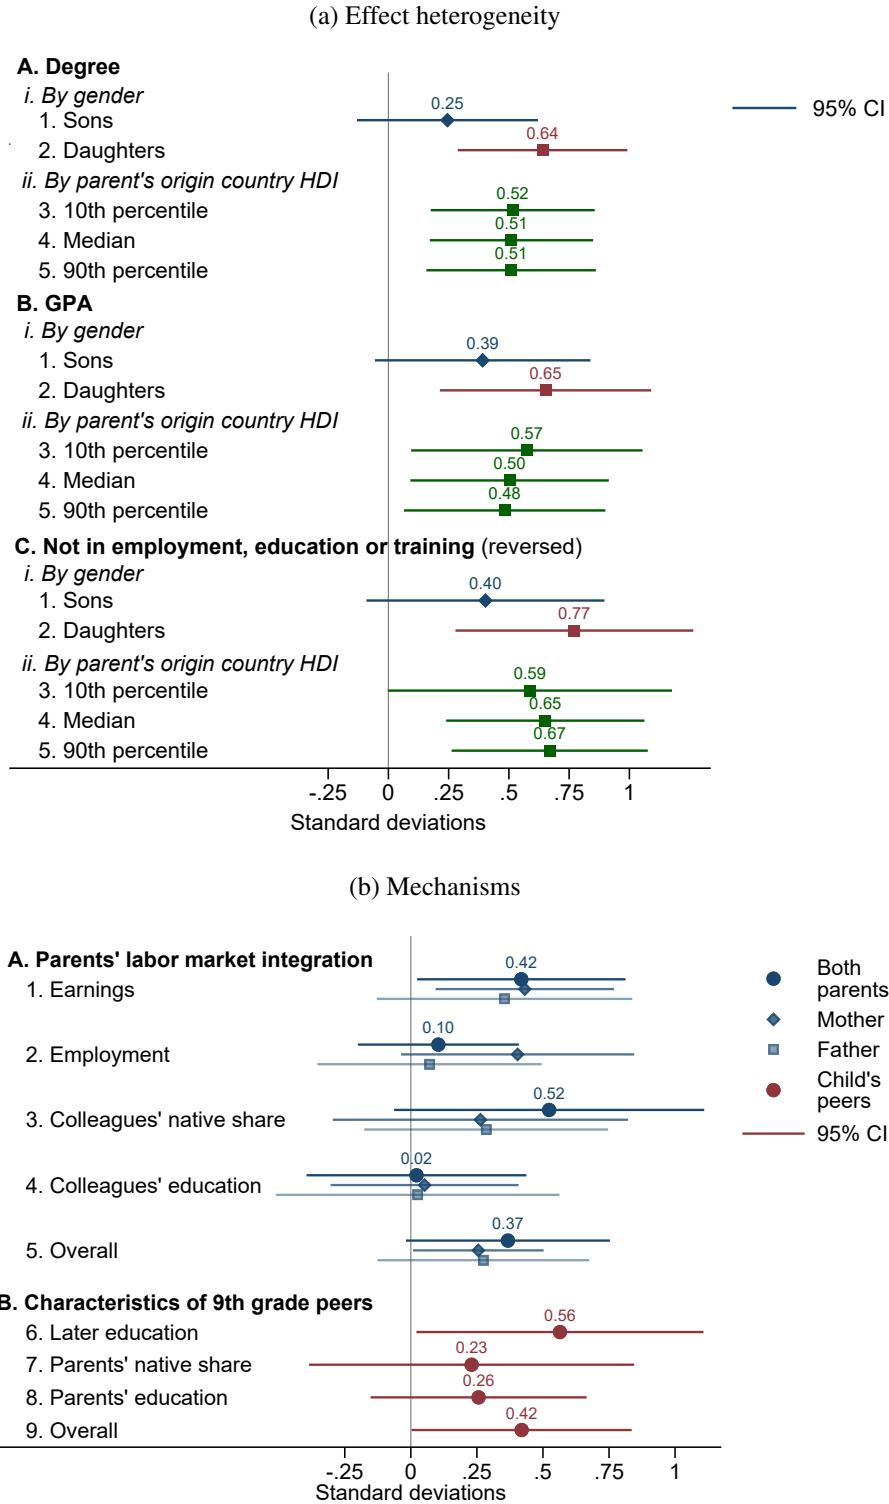 (a) Effect heterogeneity
A. Degree
i. By gender
0.25
1. Sons
95% CI
0.64
2. Daughters
ii. By parent's origin country HDI
0.52
3. 10th percentile
0.51
4. Median
0.51
5. 90th percentile
B. GPA
i. By gender
0.39
1. Sons
0.65
2. Daughters
ii. By parent's origin country HDI
0.57
3. 10th percentile
0.50
4. Median
0.48
5. 90th percentile
C. Not in employment, education or training (reversed)
i. By gender
0.40
1. Sons
0.77
2. Daughters
ii. By parent's origin country HDI
0.59
3. 10th percentile
0.65
4. Median
0.67
5. 90th percentile
-.25 0 .25 .5 .75 1
Standard deviations
(b) Mechanisms
A. Parents' labor market integration
0.42
1. Earnings
0.10
2. Employment
0.52
3. Colleagues' native share
0.02
4. Colleagues' education
0.37
5. Overall
Both
parents
Mother
Father
Child's
peers
95% CI
B. Characteristics of 9th grade peers
0.56
6. Later education
0.23
7. Parents' native share
0.26
8. Parents' education
0.42
9. Overall
-.25 0 .25 .5 .75 1
Standard deviations